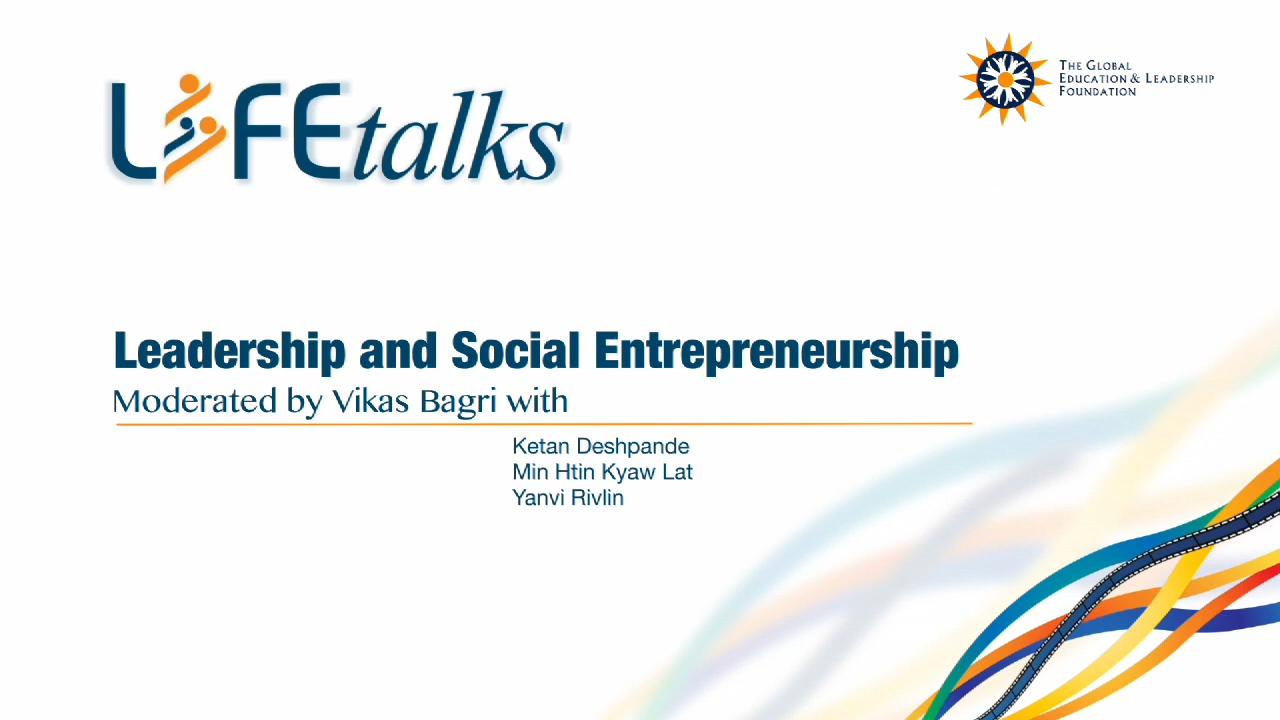 LIFEtalks
The Global
Education & Leadership
Foundation
Leadership and Social Entrepreneurship
Moderated by Vikas Bagri with
Ketan Deshpande
Min Htin Kyaw Lat
Yanvi Rivlin